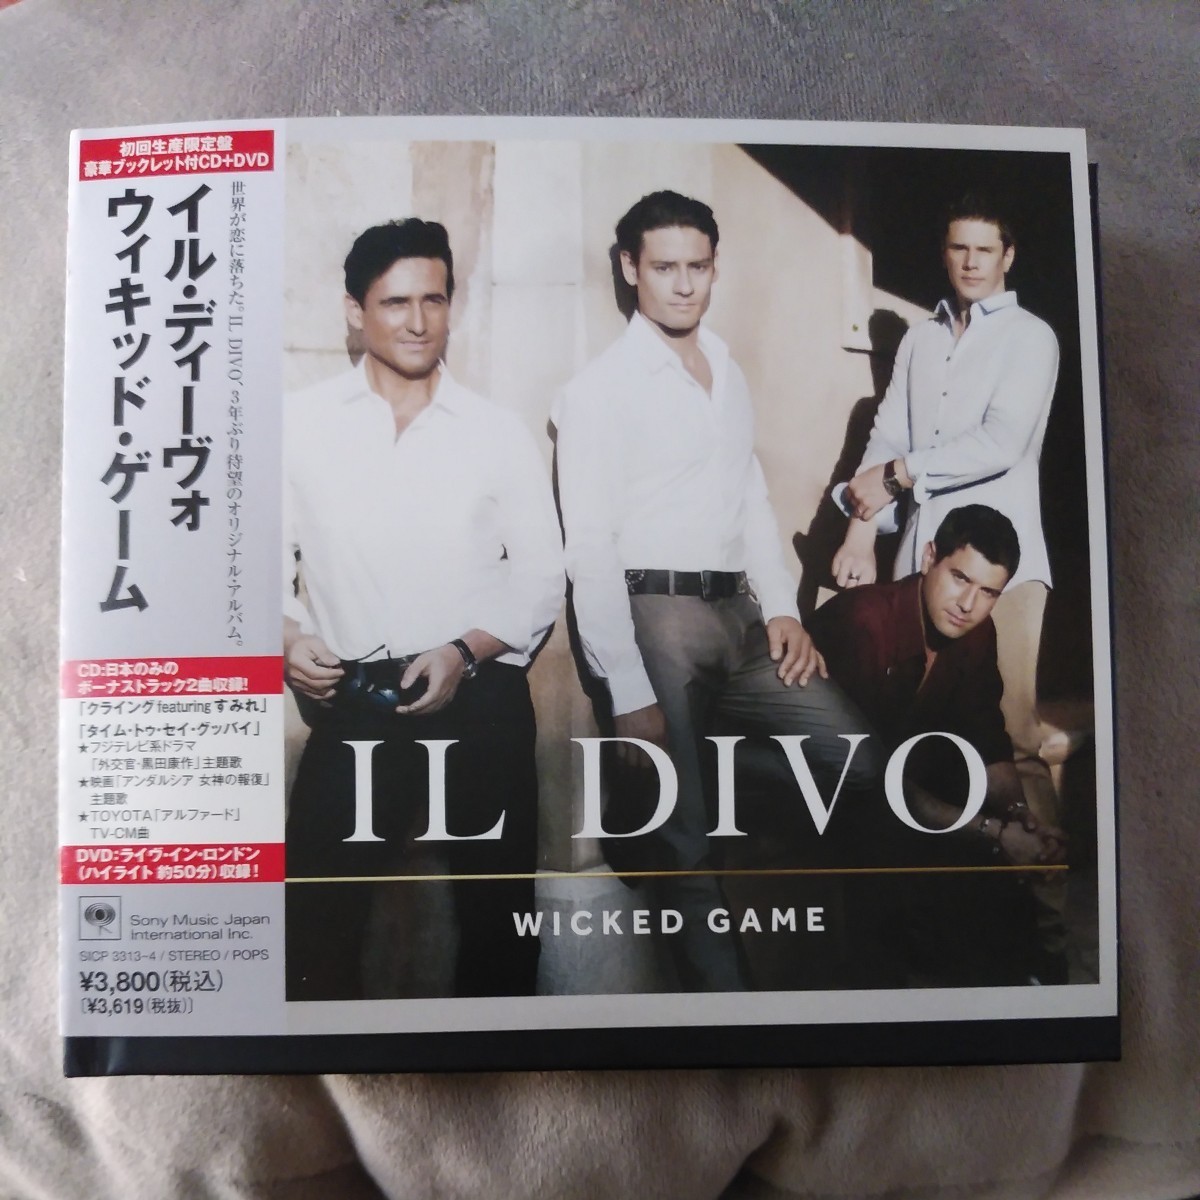 初回生産限定盤
豪華ブックレット付CD+DVD
世界が恋に落ちた。IL DIVO、3年ぶり待望のオリジナル・アルバム。
イル・ディーヴォ
ウィキッド・ゲーム
CD:日本のみの
ボーナストラック2曲収録!
「クライング featuring すみれ」
「タイム・トゥ・セイ・グッバイ」
★フジテレビ系ドラマ
「外交官・黒田康作」主題歌
★映画「アンダルシア 女神の報復」
主題歌
★TOYOTA「アルファード」
TV-CM曲
DVD:ライヴ・イン・ロンドン
(ハイライト 約50分)収録!
Sony Music Japan
International Inc.
SICP 3313~4 / STEREO / POPS
¥3,800(税込)
[¥3,619(税抜)]
IL DIVO
WICKED GAME